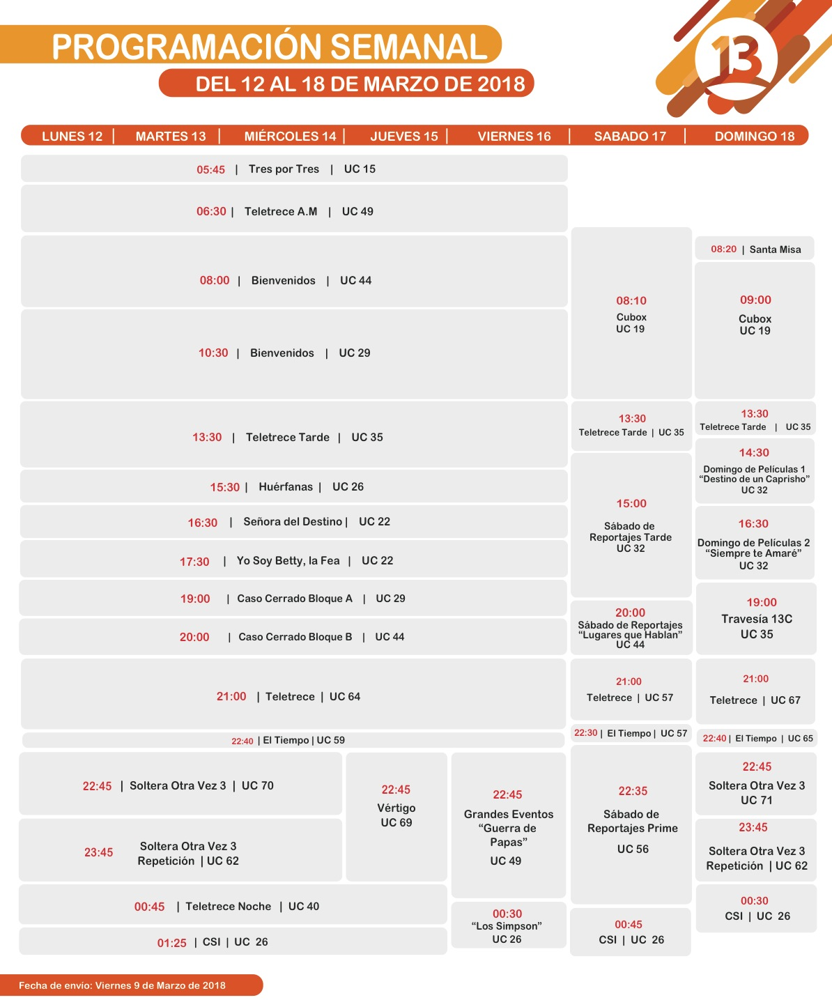 PROGRAMACIÓN SEMANAL
DEL 12 AL 18 DE MARZO DE 2018
13
LUNES 12 | MARTES 13 | MIÉRCOLES 14 | JUEVES 15 | VIERNES 16 | SABADO 17 | DOMINGO 18
05:45 | Tres por Tres | UC 15
06:30 | Teletrece A.M | UC 49
08:00 | Bienvenidos | UC 44
10:30 | Bienvenidos | UC 29
13:30 | Teletrece Tarde | UC 35
15:30 | Huérfanas | UC 26
16:30 | Señora del Destino | UC 22
17:30 | Yo Soy Betty, la Fea | UC 22
19:00 | Caso Cerrado Bloque A | UC 29
20:00 | Caso Cerrado Bloque B | UC 44
21:00 | Teletrece | UC 64
22:40 | El Tiempo | UC 59
22:45 | Soltera Otra Vez 3 | UC 70
23:45
Soltera Otra Vez 3
Repetición | UC 62
00:45 | Teletrece Noche | UC 40
01:25 | CSI | UC 26
22:45
Vértigo
UC 69
22:45
Grandes Eventos
“Guerra de
Papas”
UC 49
00:30
“Los Simpson”
UC 26
08:10
Cubox
UC 19
13:30
Teletrece Tarde | UC 35
15:00
Sábado de
Reportajes Tarde
UC 32
20:00
Sábado de Reportajes
“Lugares que Hablan”
UC 44
21:00
Teletrece | UC 57
22:30 | El Tiempo | UC 57
22:35
Sábado de
Reportajes Prime
UC 56
00:45
CSI | UC 26
08:20 | Santa Misa
09:00
Cubox
UC 19
13:30
Teletrece Tarde | UC 35
14:30
Domingo de Películas 1
“Destino de un Caprisho”
UC 32
16:30
Domingo de Películas 2
“Siempre te Amaré”
UC 32
19:00
Travesía 13C
UC 35
21:00
Teletrece | UC 67
22:40 | El Tiempo | UC 65
22:45
Soltera Otra Vez 3
UC 71
23:45
Soltera Otra Vez 3
Repetición | UC 62
00:30
CSI | UC 26
Fecha de envío: Viernes 9 de Marzo de 2018